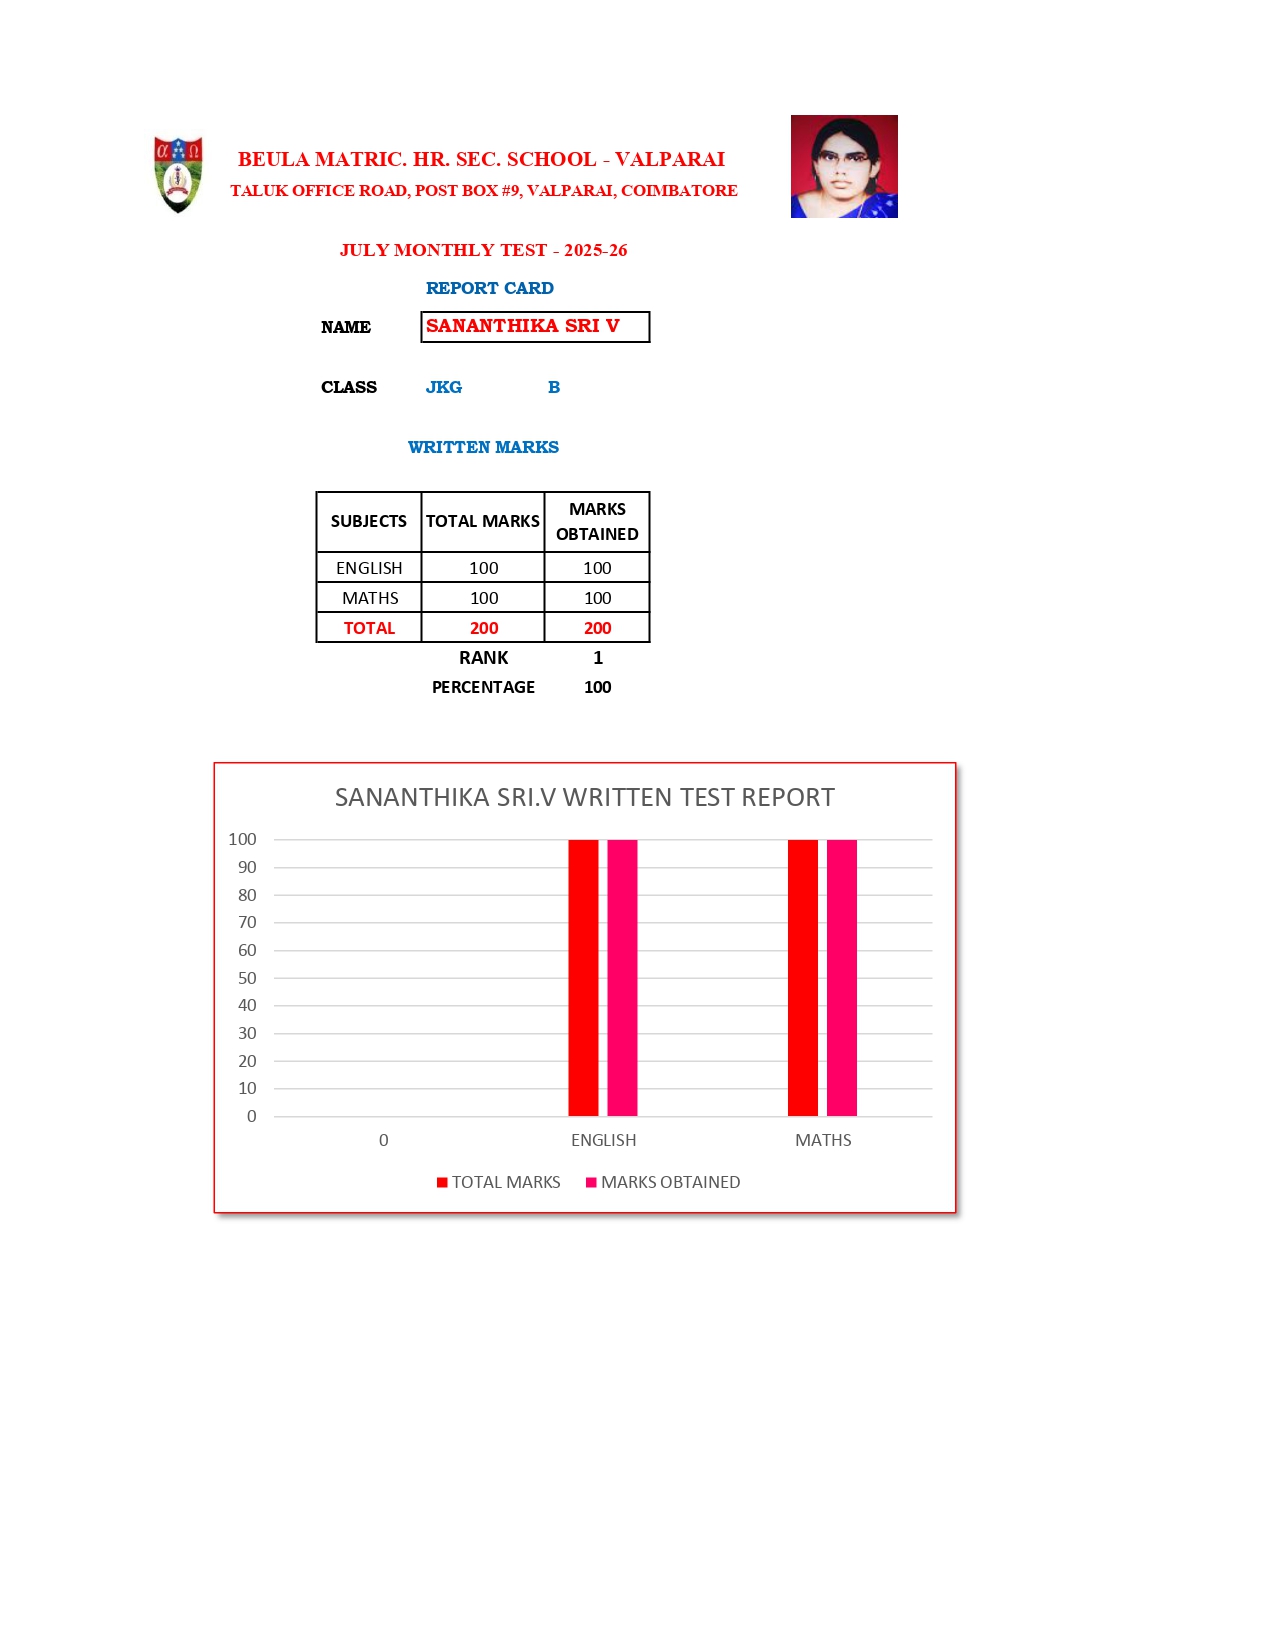 α Ω
BEULA MATRIC. HR. SEC. SCHOOL - VALPARAI
TALUK OFFICE ROAD, POST BOX #9, VALPARAI, COIMBATORE
JULY MONTHLY TEST - 2025-26
REPORT CARD
NAME SANANTHIKA SRI V
CLASS JKG B
WRITTEN MARKS
SUBJECTS TOTAL MARKS MARKS OBTAINED
ENGLISH 100 100
MATHS 100 100
TOTAL 200 200
RANK 1
PERCENTAGE 100
SANANTHIKA SRI.V WRITTEN TEST REPORT
100
90
80
70
60
50
40
30
20
10
0
0 ENGLISH MATHS
TOTAL MARKS MARKS OBTAINED